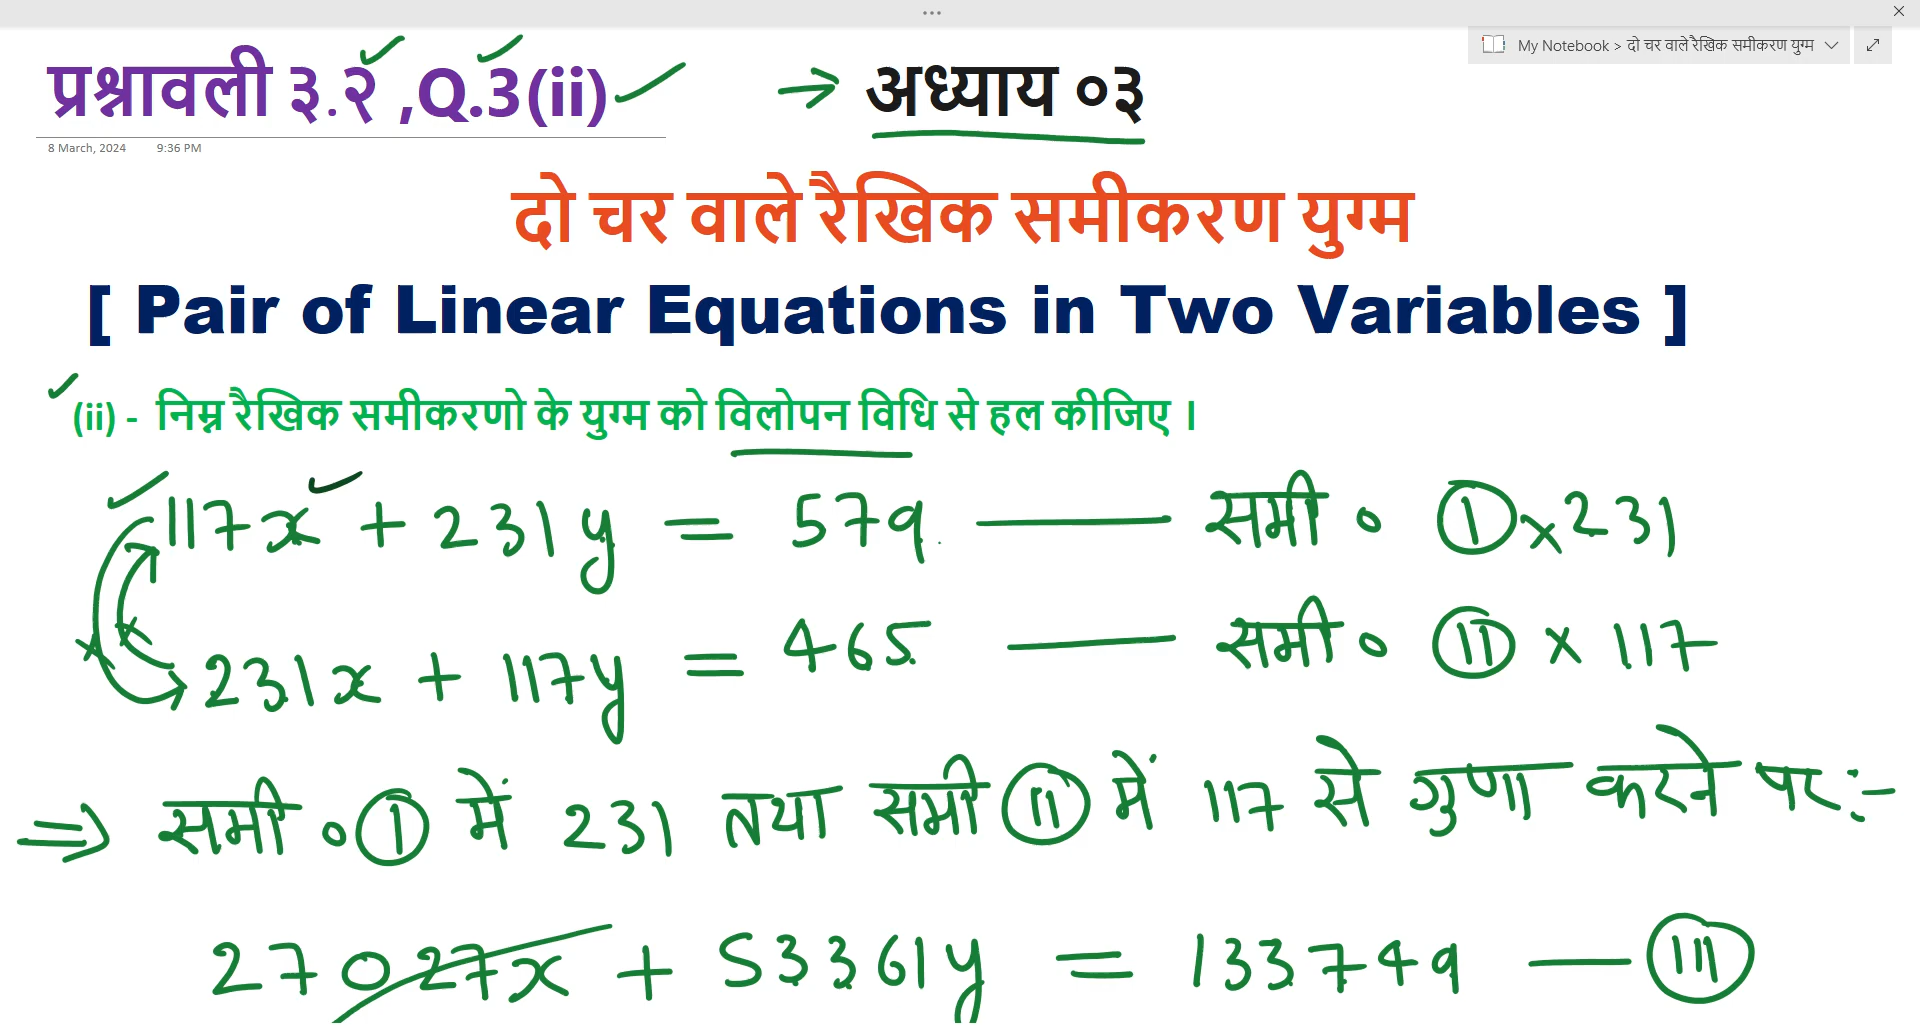 My Notebook > दो चर वाले रैखिक समीकरण युग्म
प्रश्नावली ३.२ ,Q.3(ii) → अध्याय ०३
8 March, 2024 9:36 PM
दो चर वाले रैखिक समीकरण युग्म
[ Pair of Linear Equations in Two Variables ]
(ii) - निम्न रैखिक समीकरणो के युग्म को विलोपन विधि से हल कीजिए ।
117x + 231y = 579 — समी० (I) × 231
231x + 117y = 465 — समी० (II) × 117
⇒ समी० (I) में 231 तथा समी (II) में 117 से गुणा करने पर :-
27027x + 53361y = 133749 — (III)